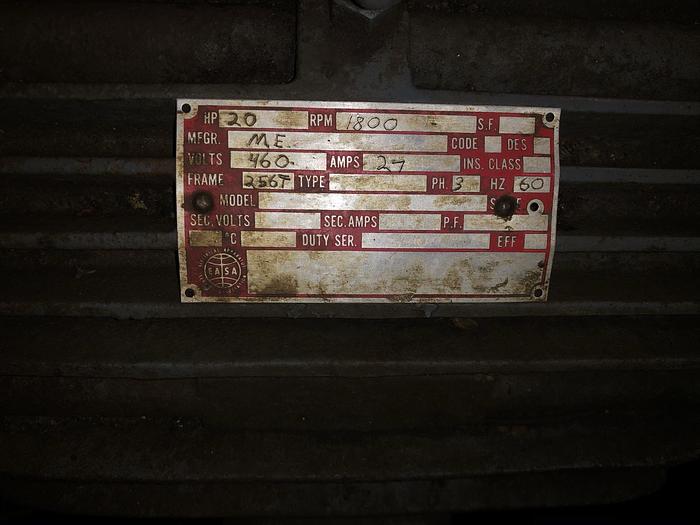 HP 20 RPM 1800 S.F.
MFGR. M.E. CODE DES
VOLTS 460 AMPS 27 INS. CLASS
FRAME 256T TYPE PH. 3 HZ 60
MODEL
SEC. VOLTS SEC. AMPS P.F.
°C DUTY SER. EFF
EASA